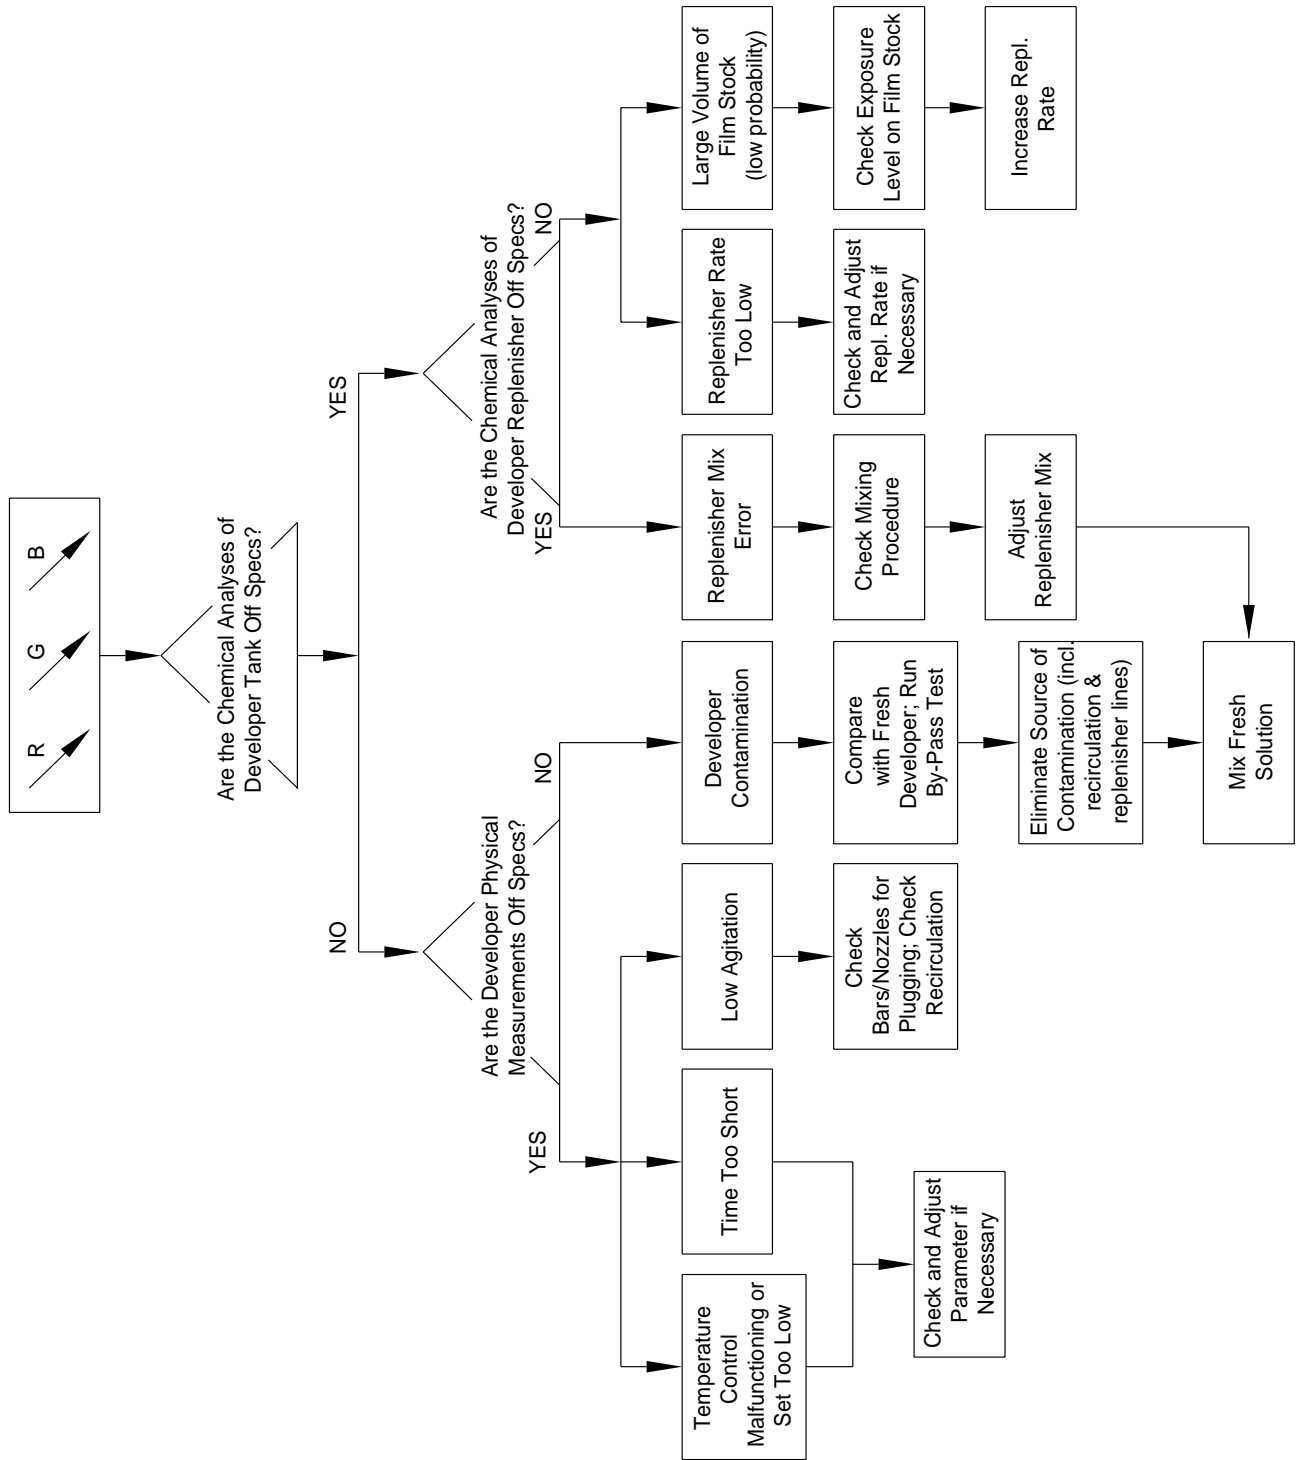 R
G
B
Are the Chemical Analyses of
Developer Tank Off Specs?
NO
YES
Are the Developer Physical
Measurements Off Specs?
YES
NO
Are the Chemical Analyses of
Developer Replenisher Off Specs?
YES
NO
Temperature
Control
Malfunctioning or
Set Too Low
Time Too Short
Check and Adjust
Parameter if
Necessary
Low Agitation
Check
Bars/Nozzles for
Plugging; Check
Recirculation
Developer
Contamination
Compare
with Fresh
Developer; Run
By-Pass Test
Eliminate Source of
Contamination (incl.
recirculation &
replenisher lines)
Mix Fresh
Solution
Replenisher Mix
Error
Check Mixing
Procedure
Adjust
Replenisher Mix
Replenisher Rate
Too Low
Check and Adjust
Repl. Rate if
Necessary
Large Volume of
Film Stock
(low probability)
Check Exposure
Level on Film Stock
Increase Repl.
Rate